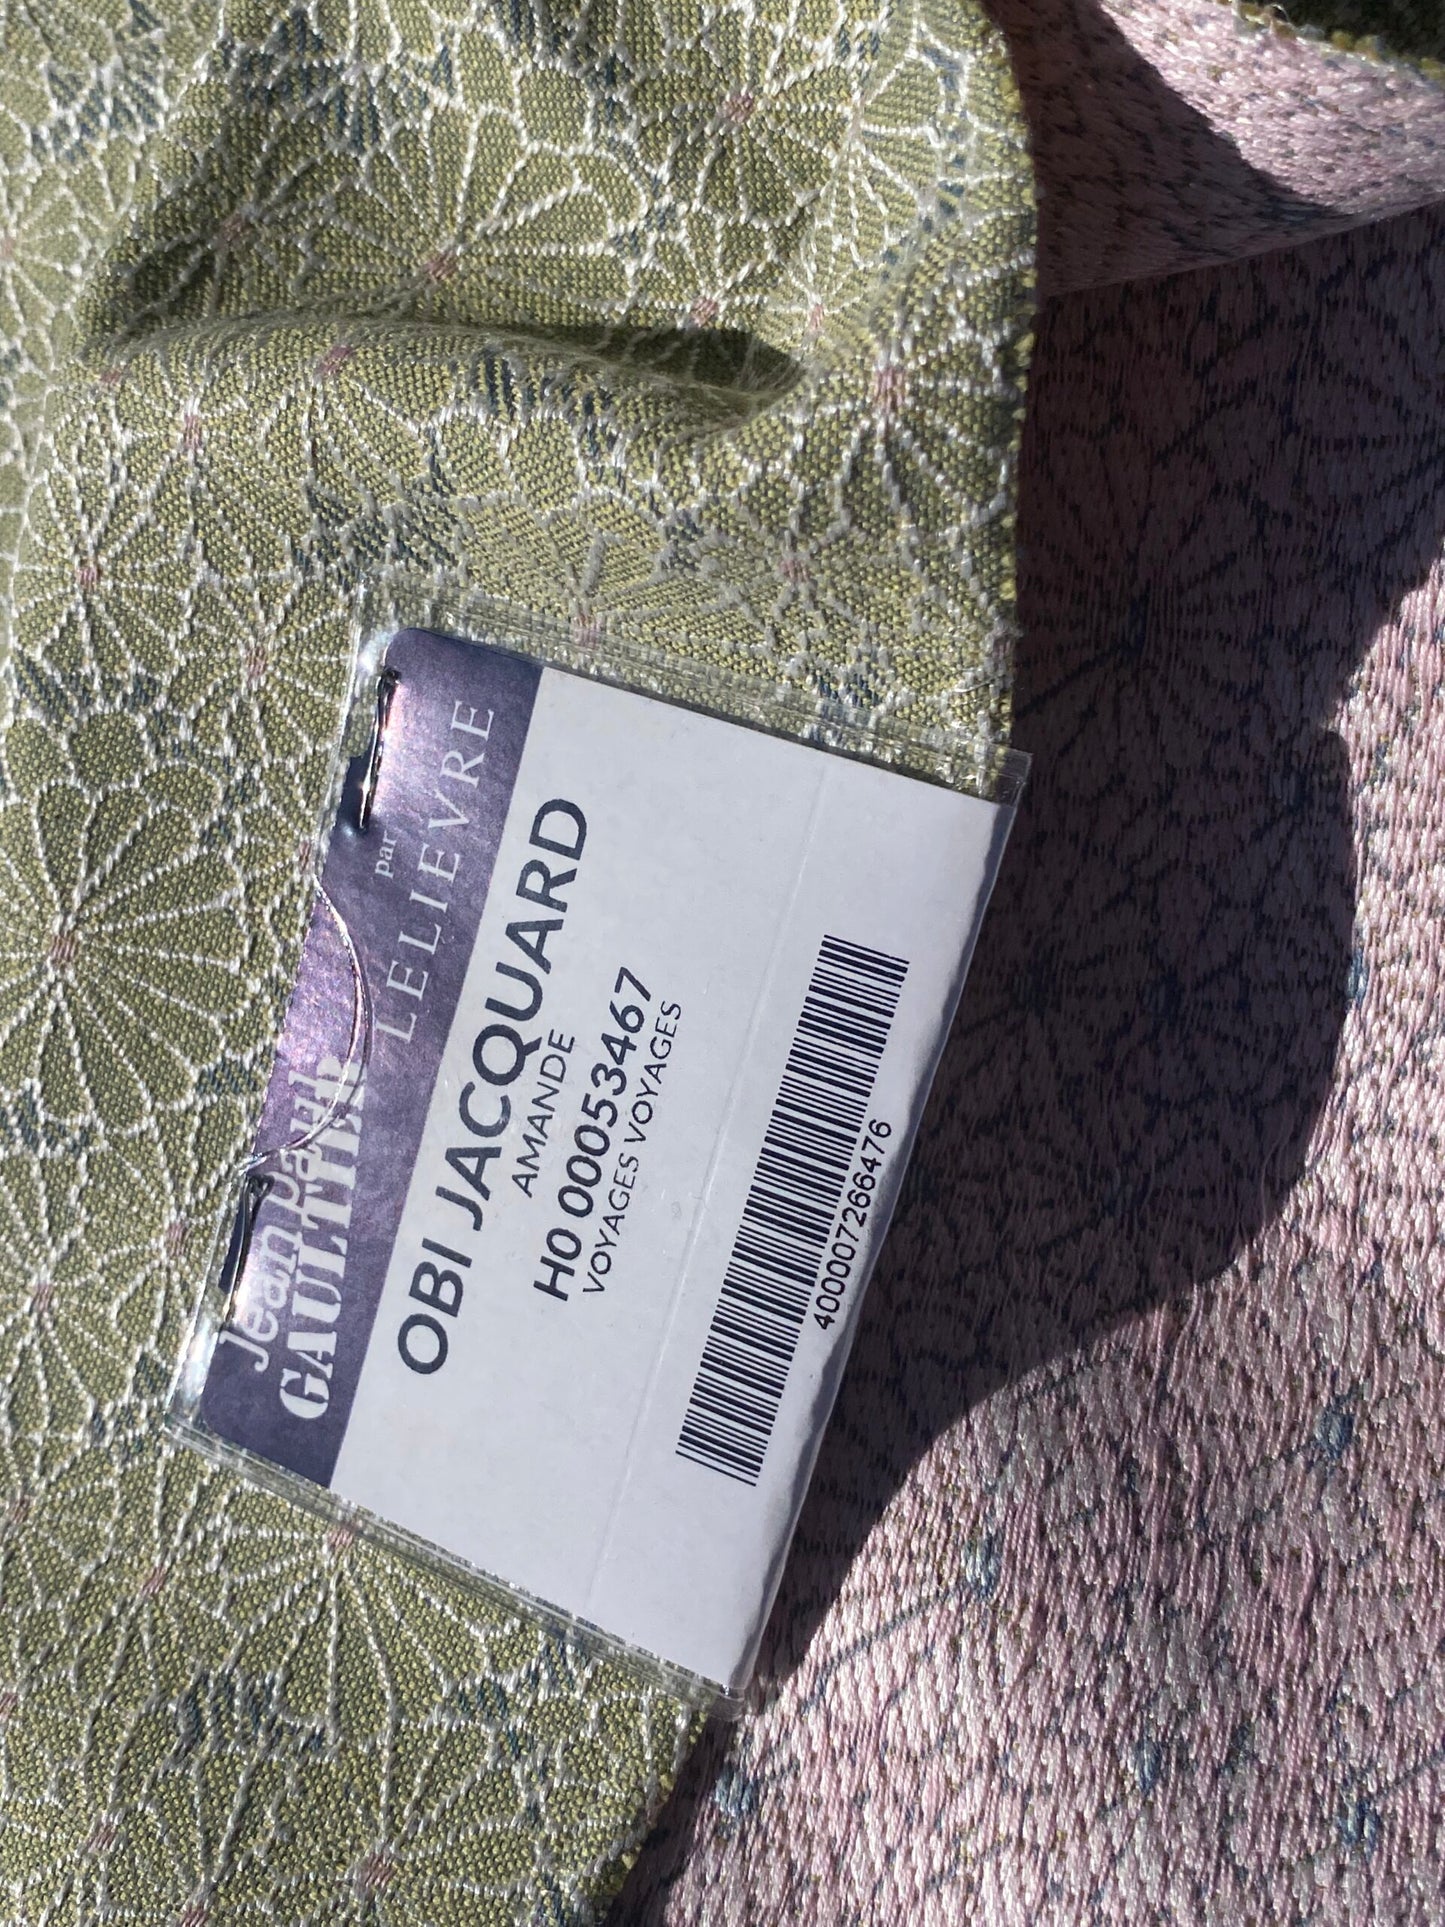 Jean paul
GAULTIER
par
LELIEVRE
OBI JACQUARD
AMANDE
H0 00053467
VOYAGES VOYAGES
4000007266476